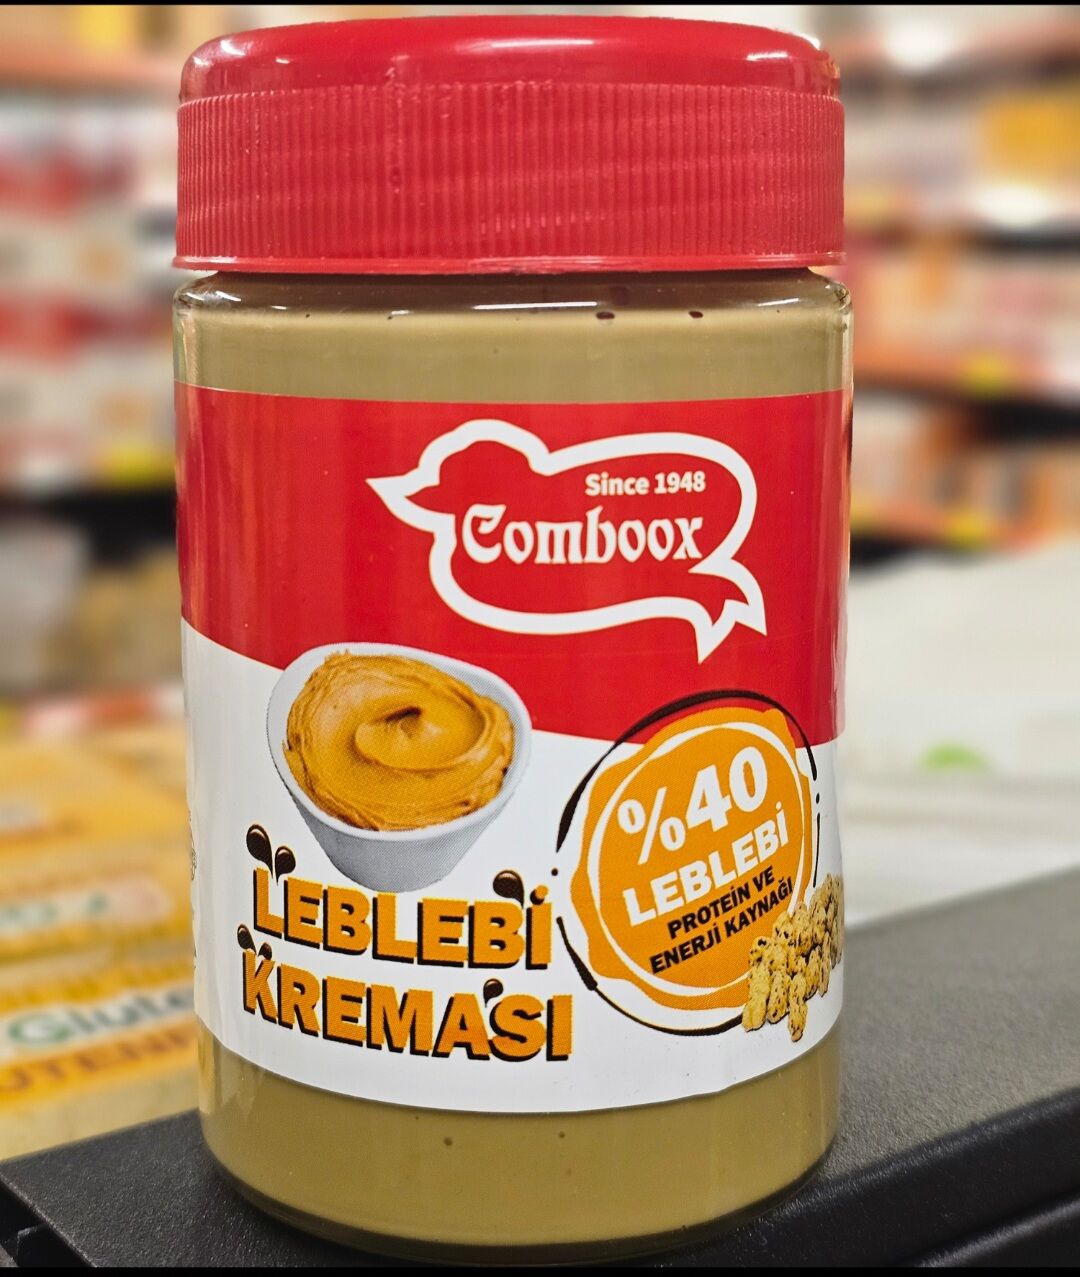 Since 1948
Comboox
%40
LEBLEBİ
PROTEİN VE
ENERJİ KAYNAĞI
LEBLEBİ
KREMASI